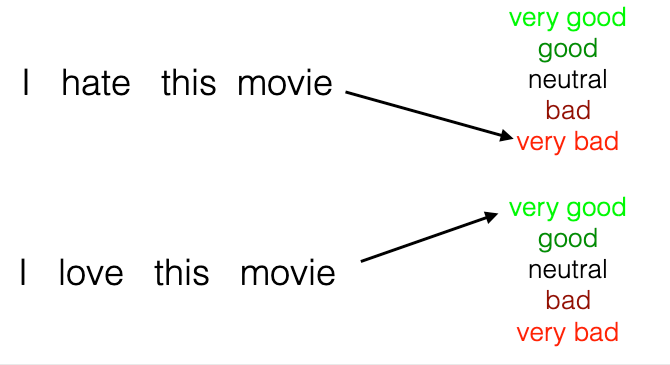 very good
good
I hate this movie
neutral
bad
very bad
very good
good
I love this movie
neutral
bad
very bad